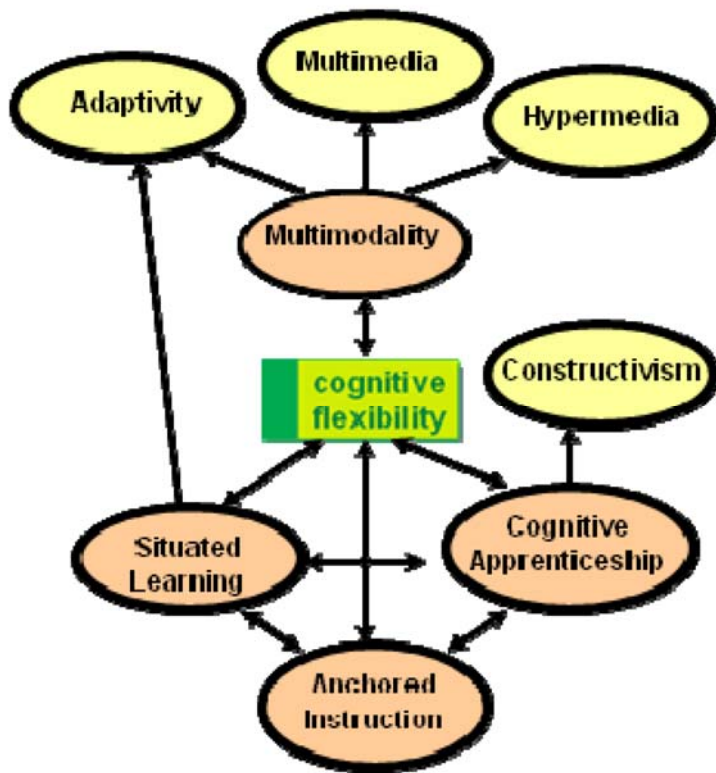 Multimedia
Adaptivity
Hypermedia
Multimodality
cognitive
flexibility
Constructivism
Situated
Learning
Cognitive
Apprenticeship
Anchored
Instruction